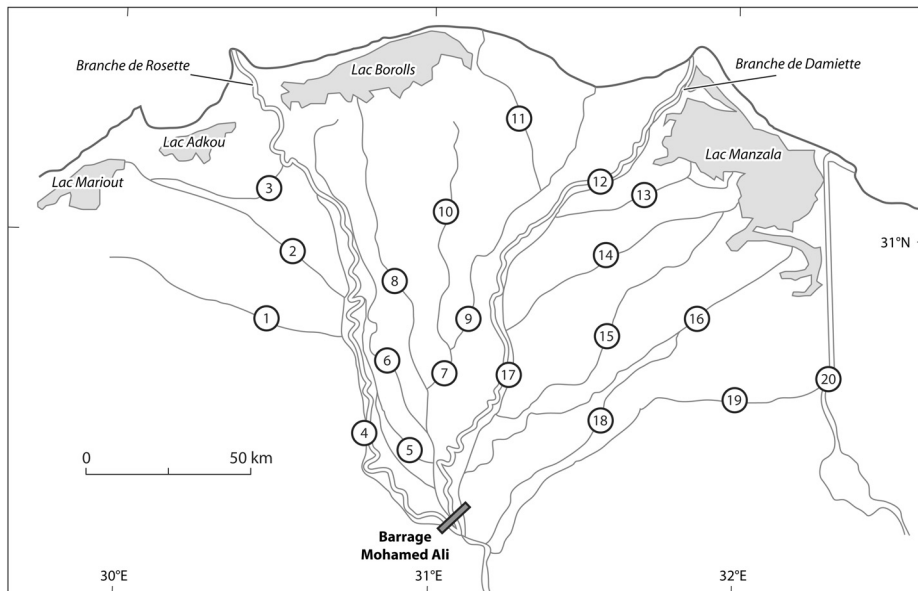 Branche de Rosette
Lac Borolls
Branche de Damiette
11
Lac Adkou
Lac Manzala
Lac Mariout
3
12
13
10
31°N
2
14
8
1
9
16
15
6
7
17
20
19
18
4
5
0
50 km
Barrage
Mohamed Ali
30°E
31°E
32°E